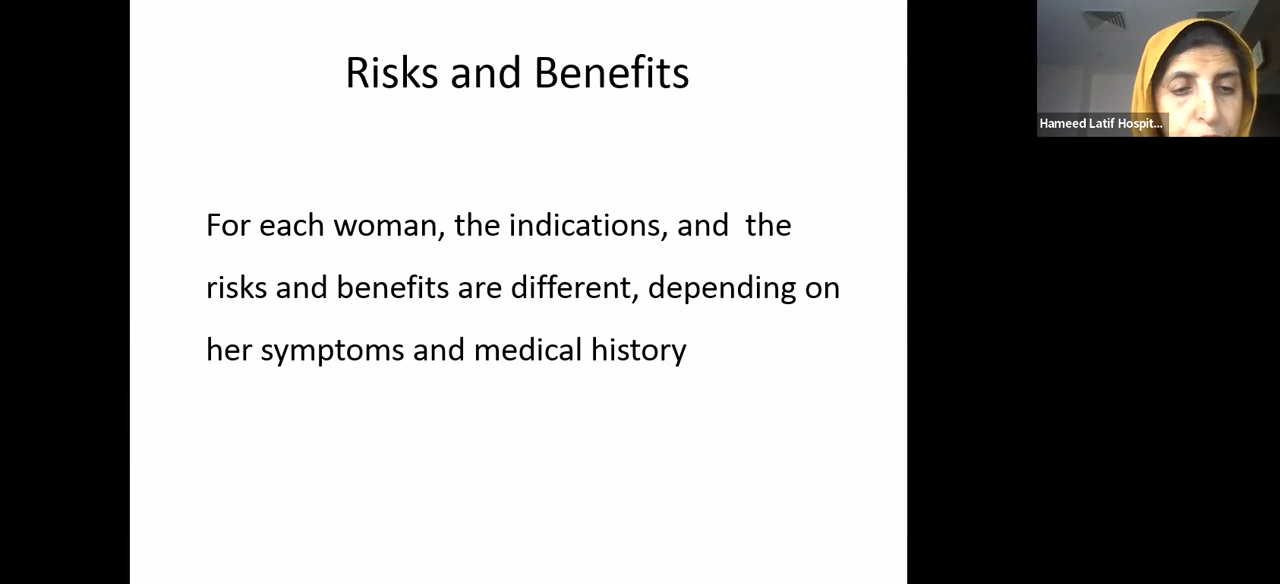 Risks and Benefits
For each woman, the indications, and  the
risks and benefits are different, depending on
her symptoms and medical history
Hameed Latif Hospit...